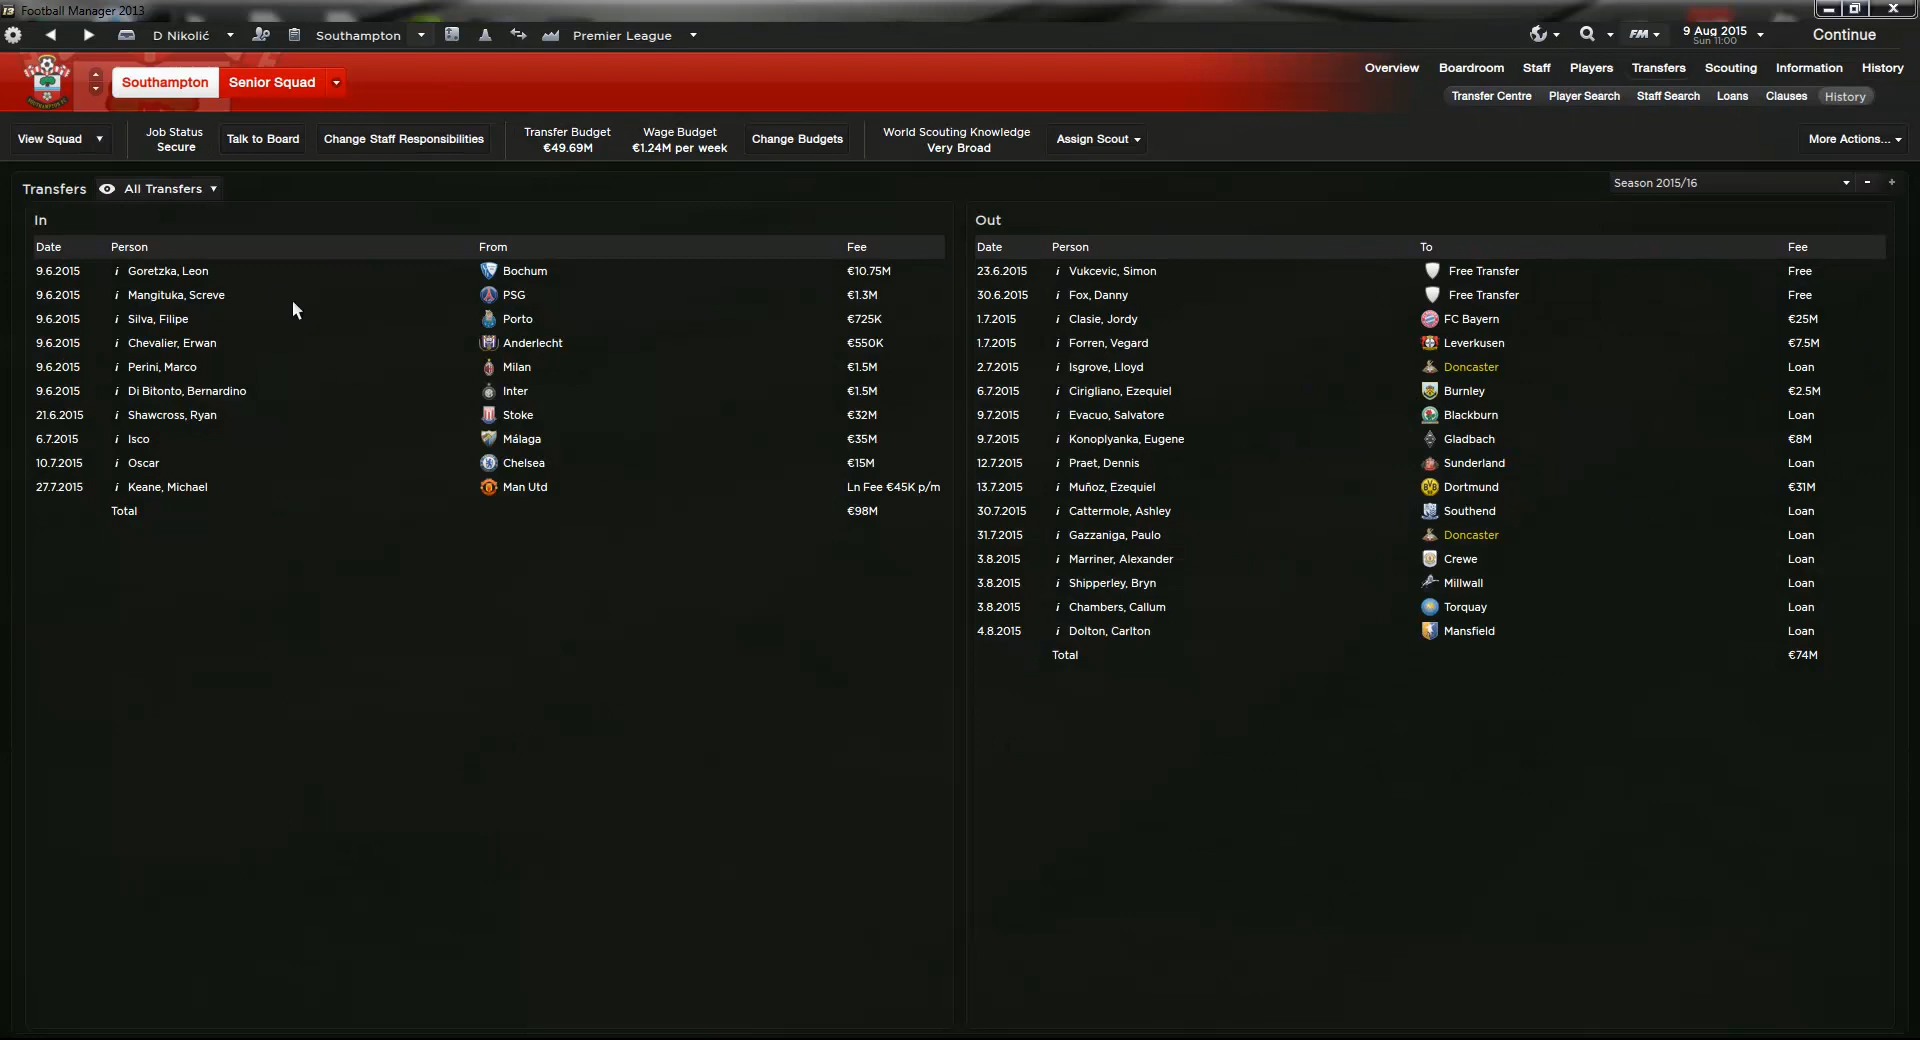 Football Manager 2013
D Nikolić Southampton Premier League FM 9 Aug 2015 Continue
Sun 11:00
Southampton Senior Squad Overview Boardroom Staff Players Transfers Scouting Information History
Transfer Centre Player Search Staff Search Loans Clauses History
View Squad Job Status Talk to Board Change Staff Responsibilities Transfer Budget Wage Budget Change Budgets World Scouting Knowledge Assign Scout More Actions...
Secure €49.69M €1.24M per week Very Broad
Transfers All Transfers Season 2015/16 - +
In
Date Person From Fee
9.6.2015 i Goretzka, Leon Bochum €10.75M
9.6.2015 i Mangituka, Screve PSG €1.3M
9.6.2015 i Silva, Filipe Porto €725K
9.6.2015 i Chevalier, Erwan Anderlecht €550K
9.6.2015 i Perini, Marco Milan €1.5M
9.6.2015 i Di Bitonto, Bernardino Inter €1.5M
21.6.2015 i Shawcross, Ryan Stoke €32M
6.7.2015 i Isco Málaga €35M
10.7.2015 i Oscar Chelsea €15M
27.7.2015 i Keane, Michael Man Utd Ln Fee €45K p/m
Total €98M
Out
Date Person To Fee
23.6.2015 i Vukcevic, Simon Free Transfer Free
30.6.2015 i Fox, Danny Free Transfer Free
1.7.2015 i Clasie, Jordy FC Bayern €25M
1.7.2015 i Forren, Vegard Leverkusen €7.5M
2.7.2015 i Isgrove, Lloyd Doncaster Loan
6.7.2015 i Cirigliano, Ezequiel Burnley €2.5M
9.7.2015 i Evacuo, Salvatore Blackburn Loan
9.7.2015 i Konoplyanka, Eugene Gladbach €8M
12.7.2015 i Praet, Dennis Sunderland Loan
13.7.2015 i Muñoz, Ezequiel Dortmund €31M
30.7.2015 i Cattermole, Ashley Southend Loan
31.7.2015 i Gazzaniga, Paulo Doncaster Loan
3.8.2015 i Marriner, Alexander Crewe Loan
3.8.2015 i Shipperley, Bryn Millwall Loan
3.8.2015 i Chambers, Callum Torquay Loan
4.8.2015 i Dolton, Carlton Mansfield Loan
Total €74M